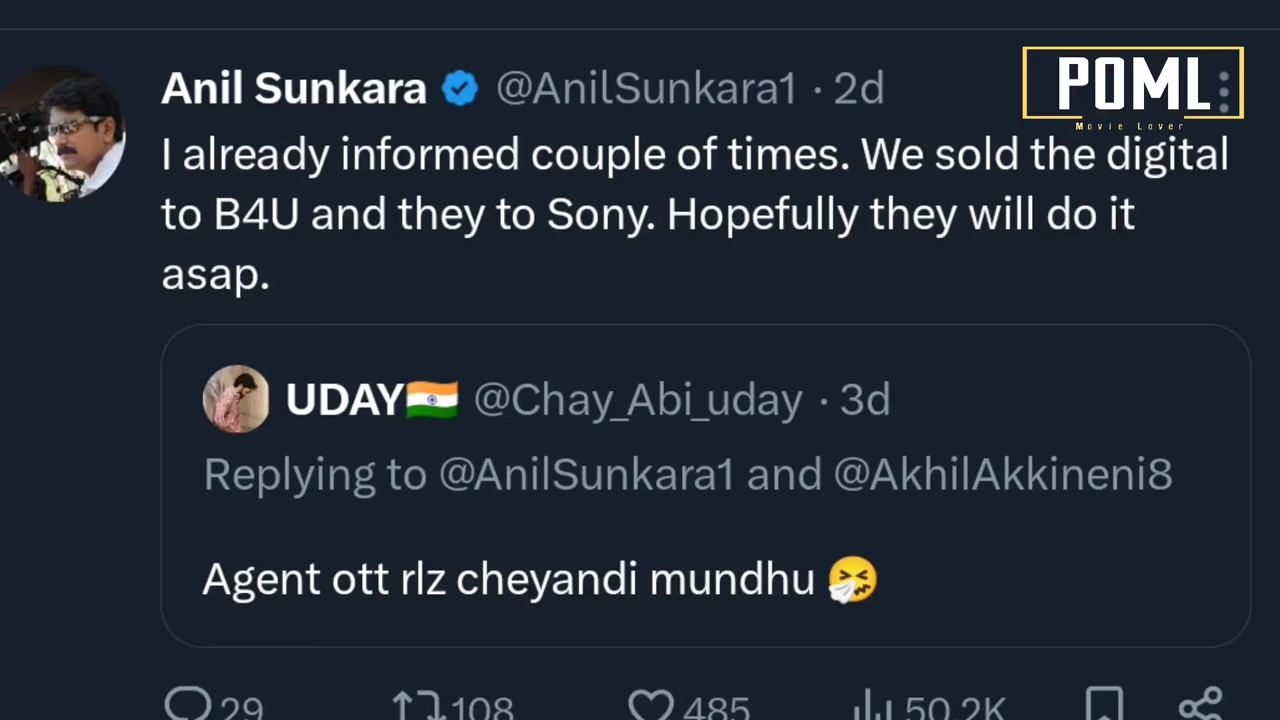 Anil Sunkara @AnilSunkara1 · 2d
POML
Movie Lover
I already informed couple of times. We sold the digital
to B4U and they to Sony. Hopefully they will do it
asap.
UDAY🇮🇳 @Chay_Abi_uday · 3d
Replying to @AnilSunkara1 and @AkhilAkkineni8
Agent ott rlz cheyandi mundhu 🤧
29 108 485 50.2K